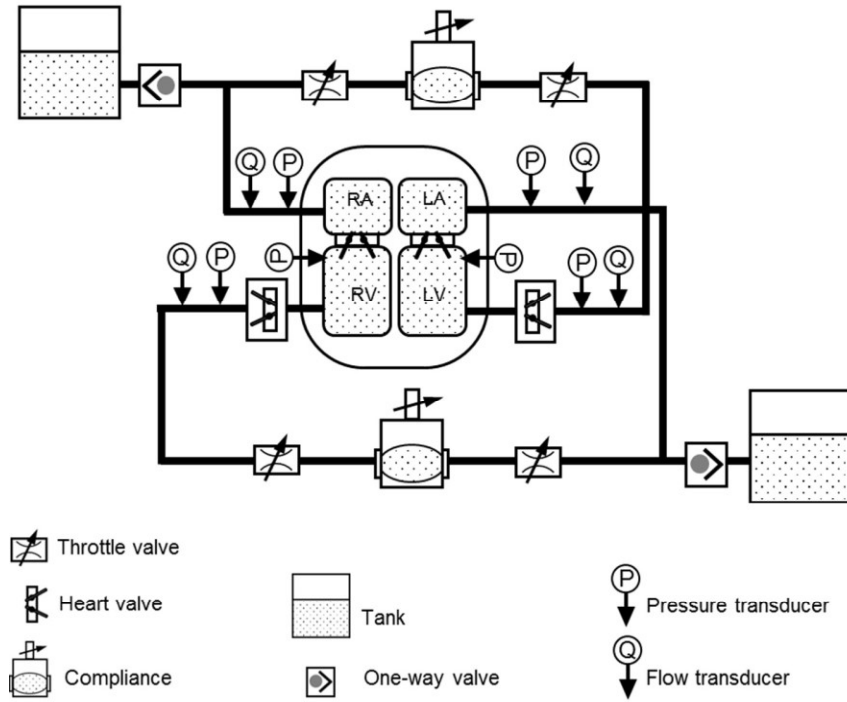 Q P P Q
RA LA
Q P P P P Q
RV LV
Throttle valve
Heart valve
Compliance
Tank
One-way valve
P Pressure transducer
Q Flow transducer